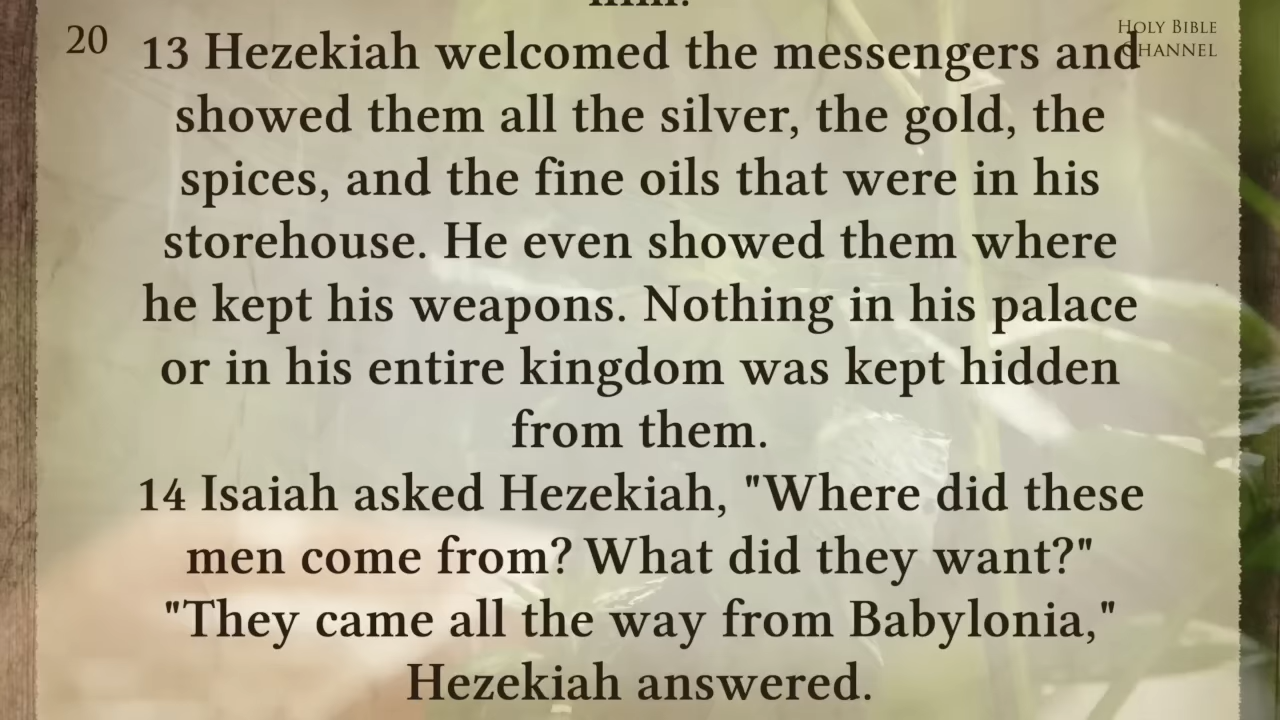 him.
20
HOLY BIBLE
CHANNEL
13 Hezekiah welcomed the messengers and
showed them all the silver, the gold, the
spices, and the fine oils that were in his
storehouse. He even showed them where
he kept his weapons. Nothing in his palace
or in his entire kingdom was kept hidden
from them.
14 Isaiah asked Hezekiah, "Where did these
men come from? What did they want?"
"They came all the way from Babylonia,"
Hezekiah answered.